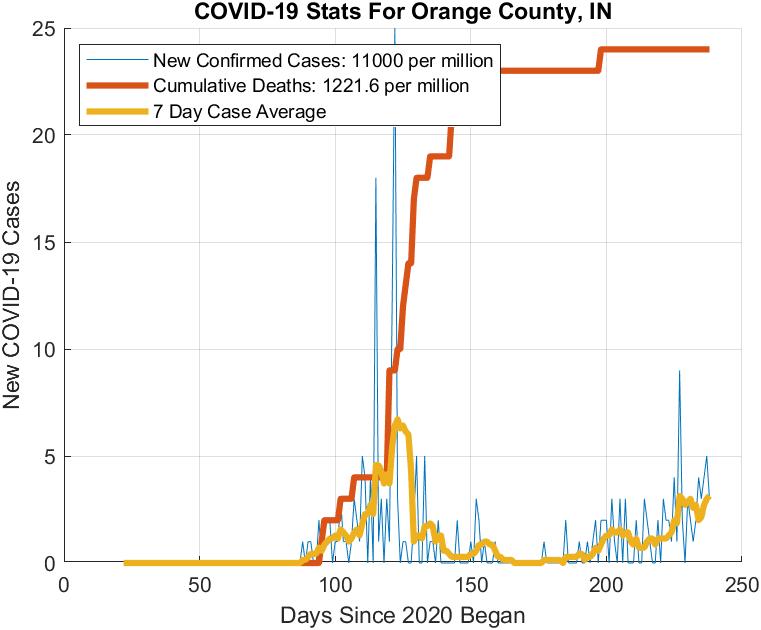 COVID-19 Stats For Orange County, IN
New Confirmed Cases: 11000 per million
Cumulative Deaths: 1221.6 per million
7 Day Case Average
New COVID-19 Cases
25
20
15
10
5
0
0 50 100 150 200 250
Days Since 2020 Began